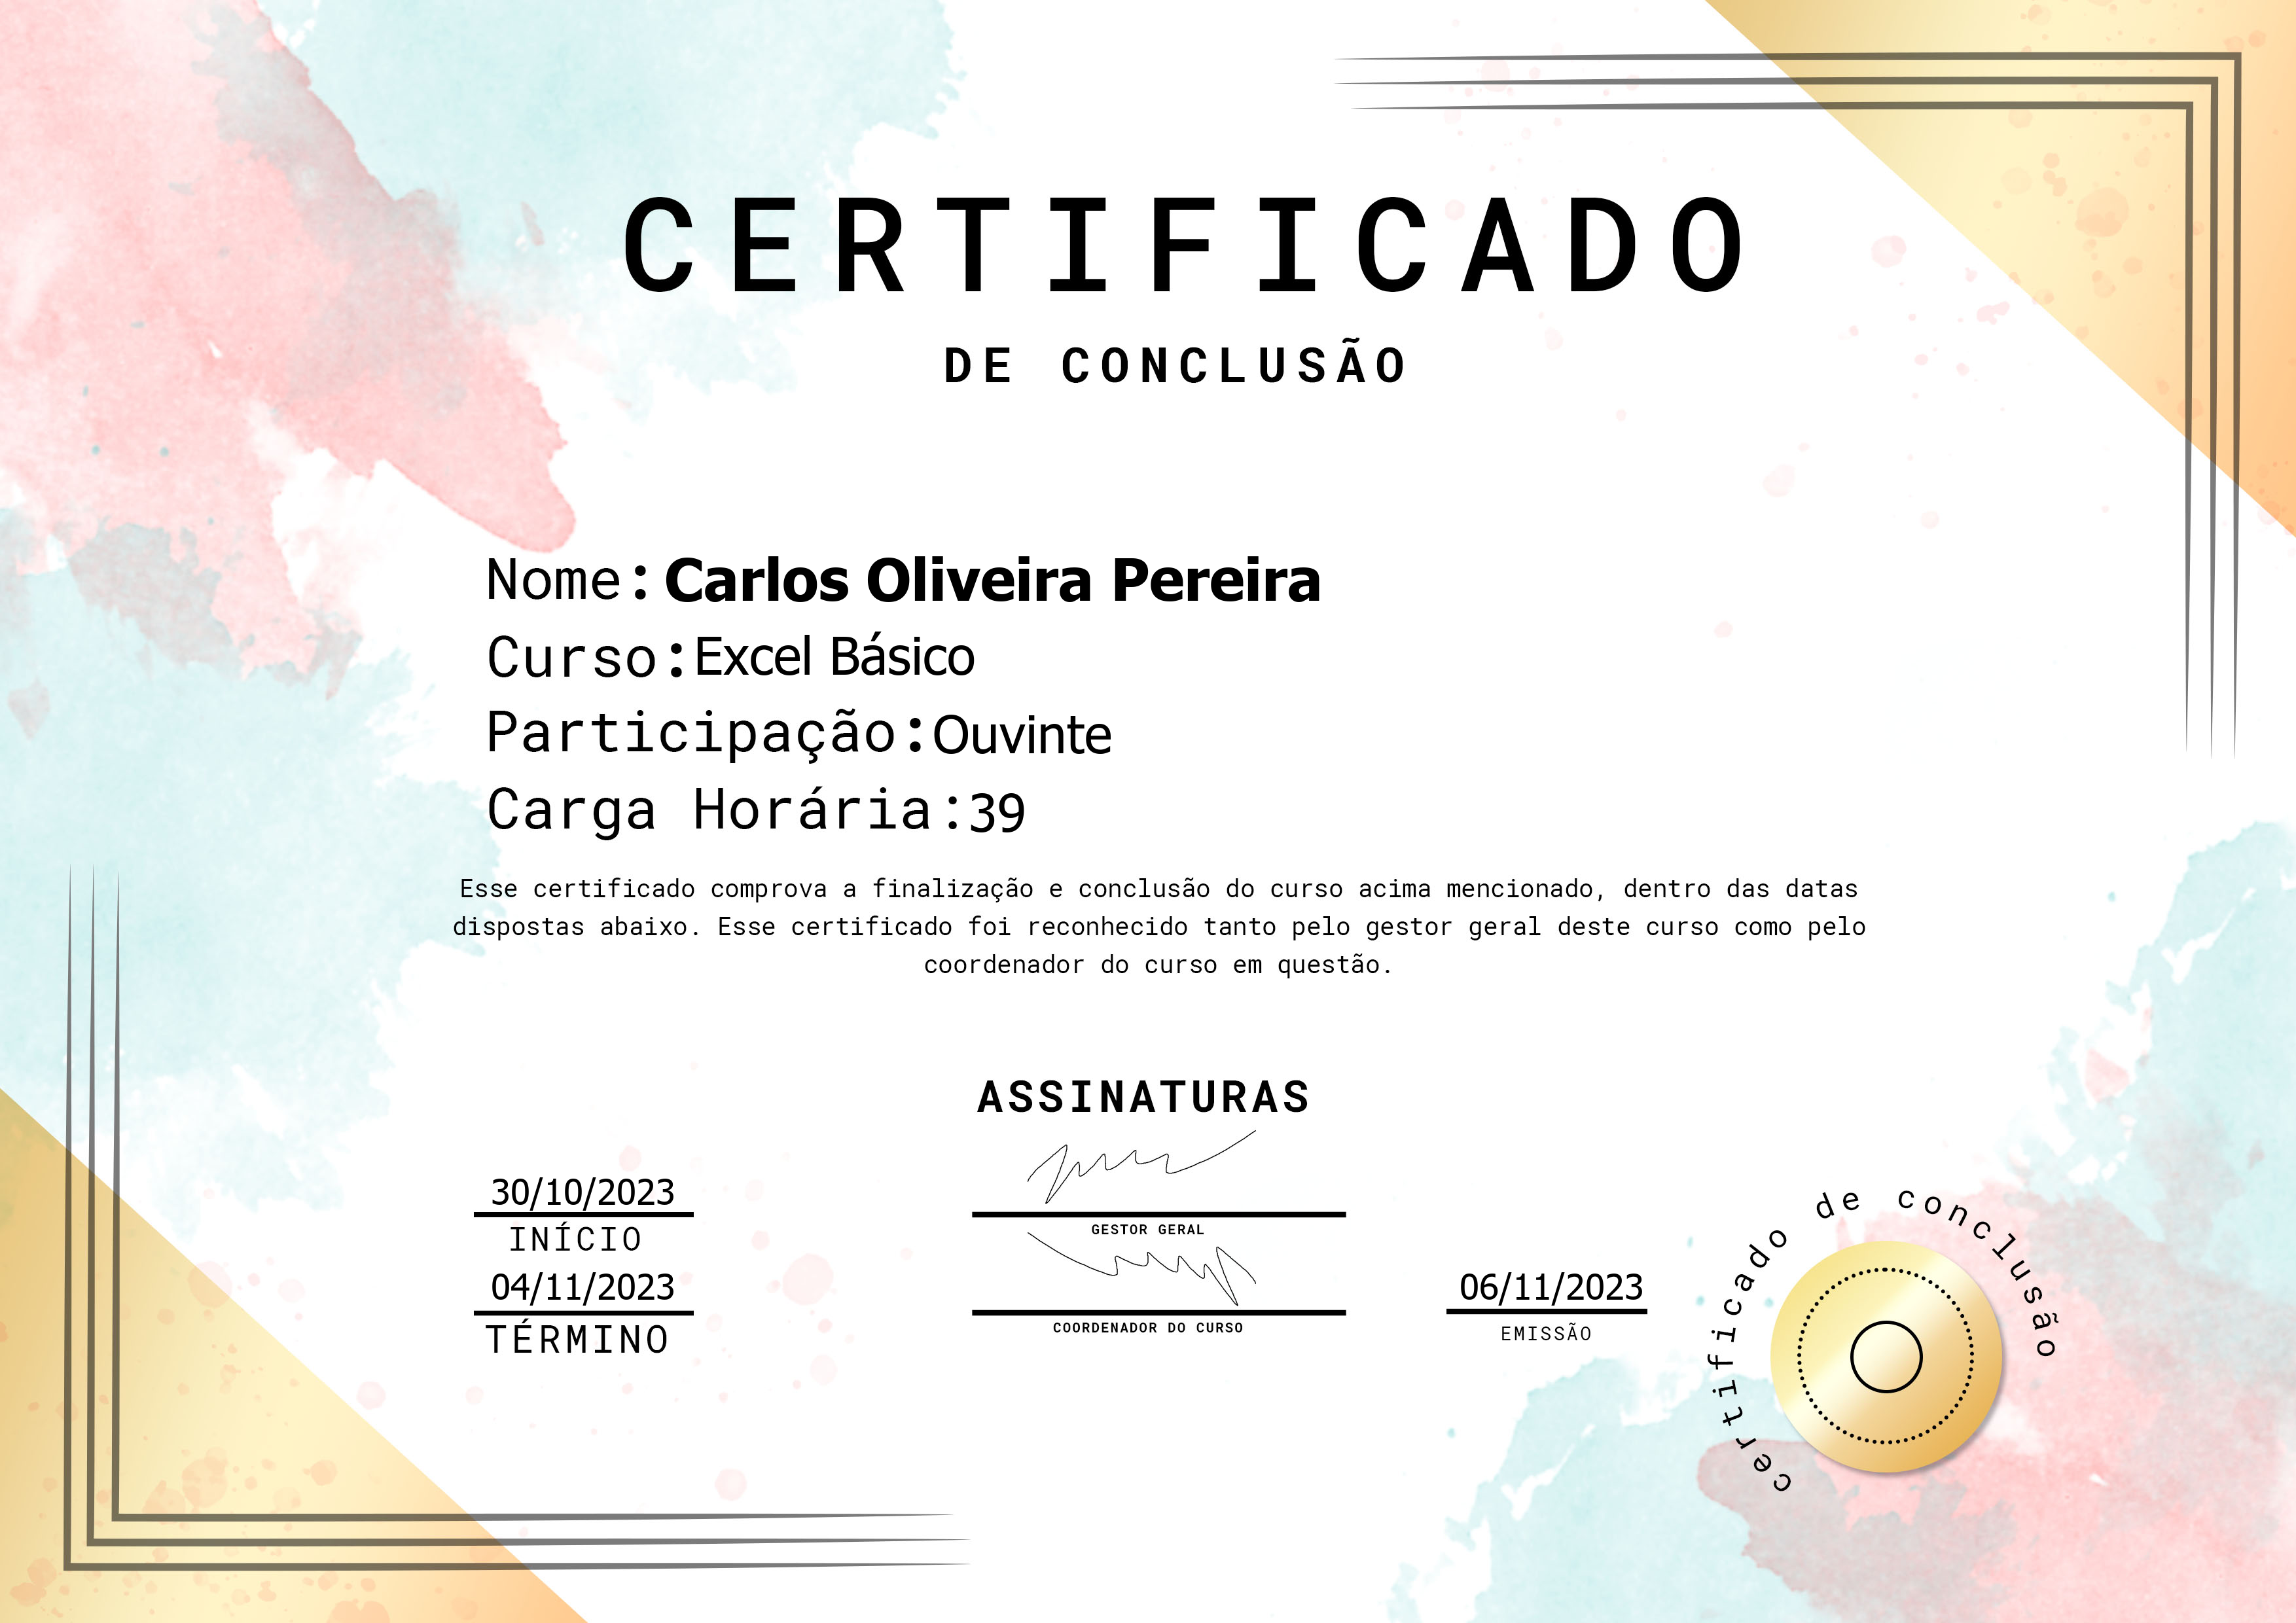 CERTIFICADO
DE CONCLUSÃO
Nome: Carlos Oliveira Pereira
Curso: Excel Básico
Participação: Ouvinte
Carga Horária: 39
Esse certificado comprova a finalização e conclusão do curso acima mencionado, dentro das datas
dispostas abaixo. Esse certificado foi reconhecido tanto pelo gestor geral deste curso como pelo
coordenador do curso em questão.
ASSINATURAS
30/10/2023
INÍCIO
GESTOR GERAL
04/11/2023
TÉRMINO
COORDENADOR DO CURSO
06/11/2023
EMISSÃO
certificado de conclusão